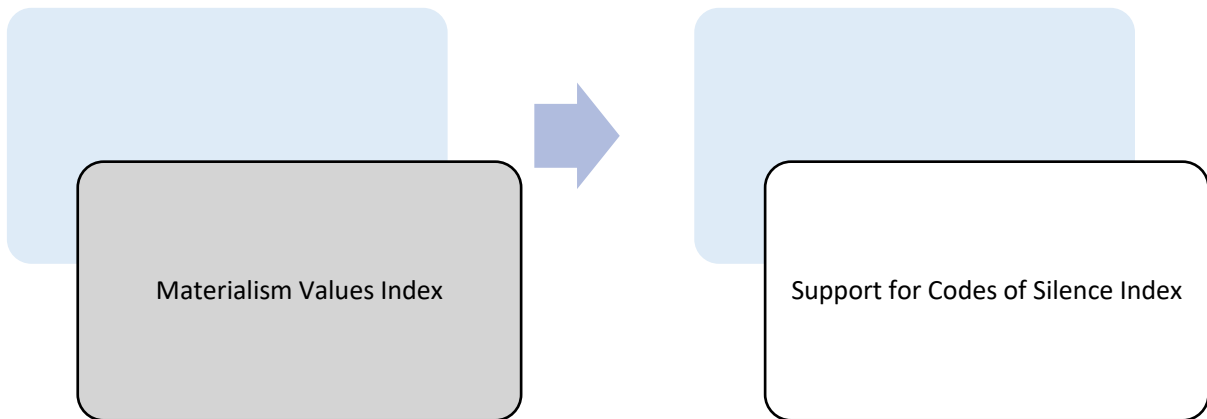 Materialism Values Index
Support for Codes of Silence Index